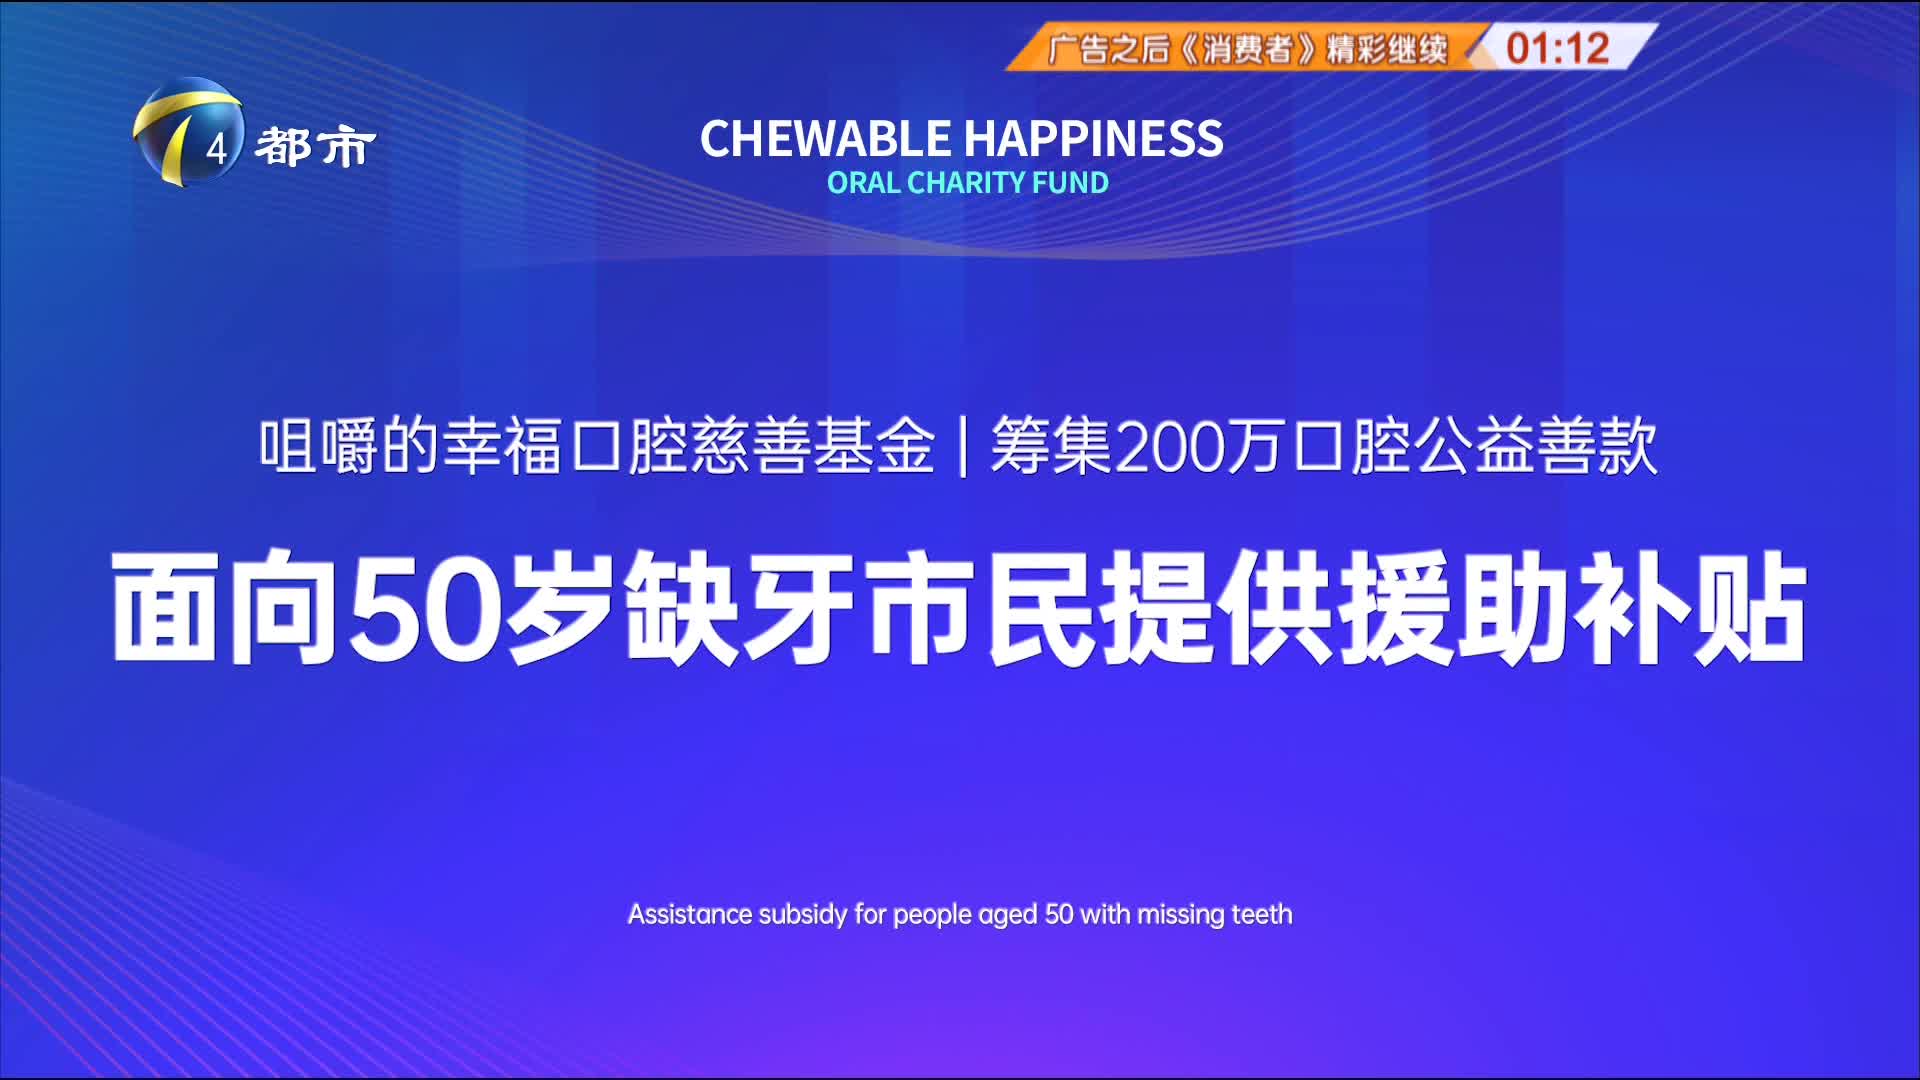 广告之后《消费者》精彩继续 01:12
4 都市
CHEWABLE HAPPINESS
ORAL CHARITY FUND
咀嚼的幸福口腔慈善基金 | 筹集200万口腔公益善款
面向50岁缺牙市民提供援助补贴
Assistance subsidy for people aged 50 with missing teeth